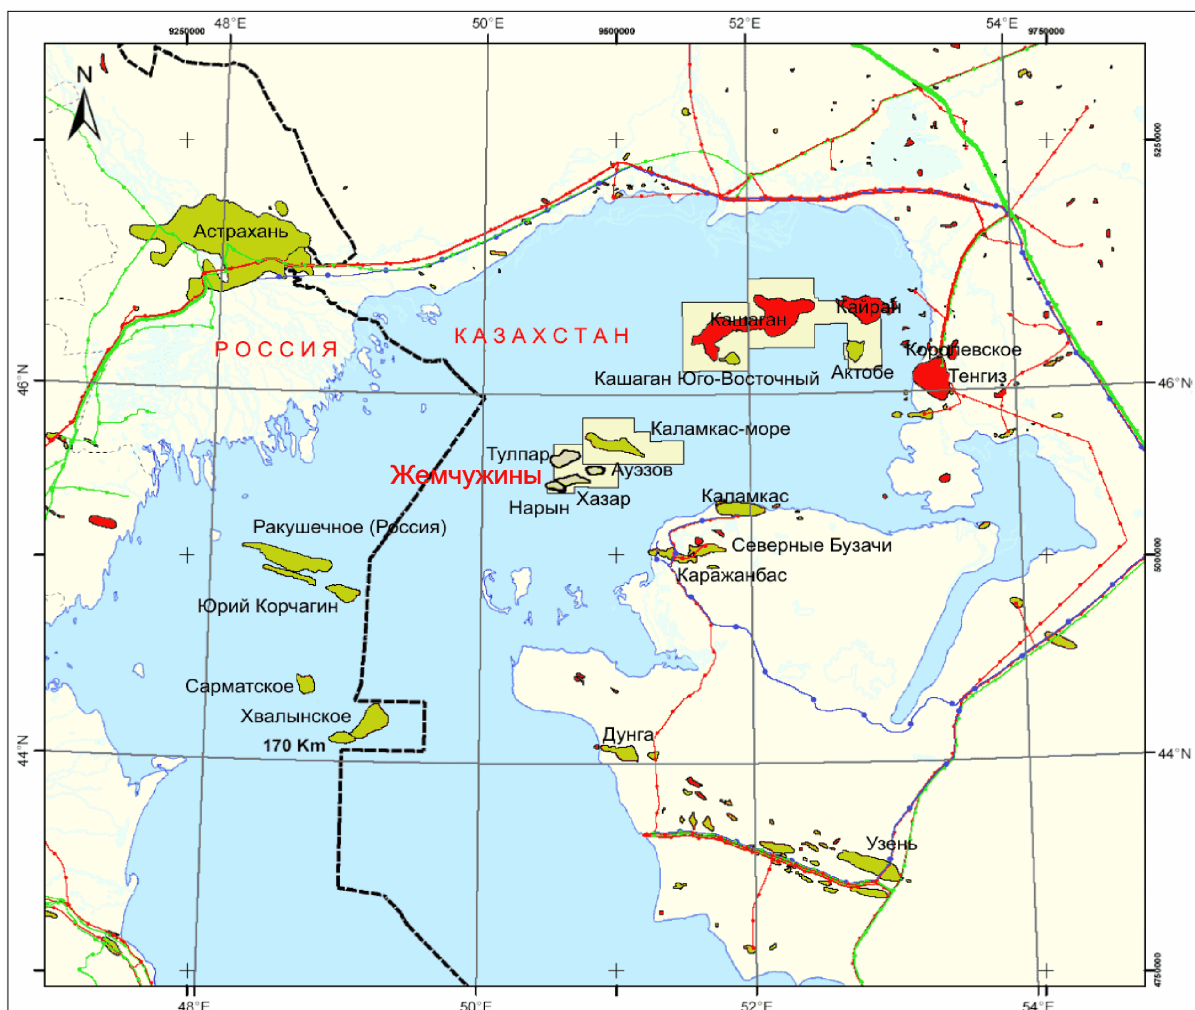 48°E
50°E
52°E
54°E
9250000
9500000
9750000
N
5250000
Астрахань
РОССИЯ
КАЗАХСТАН
Кашаган
Кайран
Королевское
Тенгиз
Кашаган Юго-Восточный
Актобе
46°N
46°N
Каламкас-море
Тулпар
Ауэзов
Жемчужины
Хазар
Нарын
Каламкас
Ракушечное (Россия)
Северные Бузачи
5000000
Каражанбас
Юрий Корчагин
Сарматское
Хвалынское
170 Km
Дунга
44°N
44°N
Узень
4750000
48°E
50°E
52°E
54°E